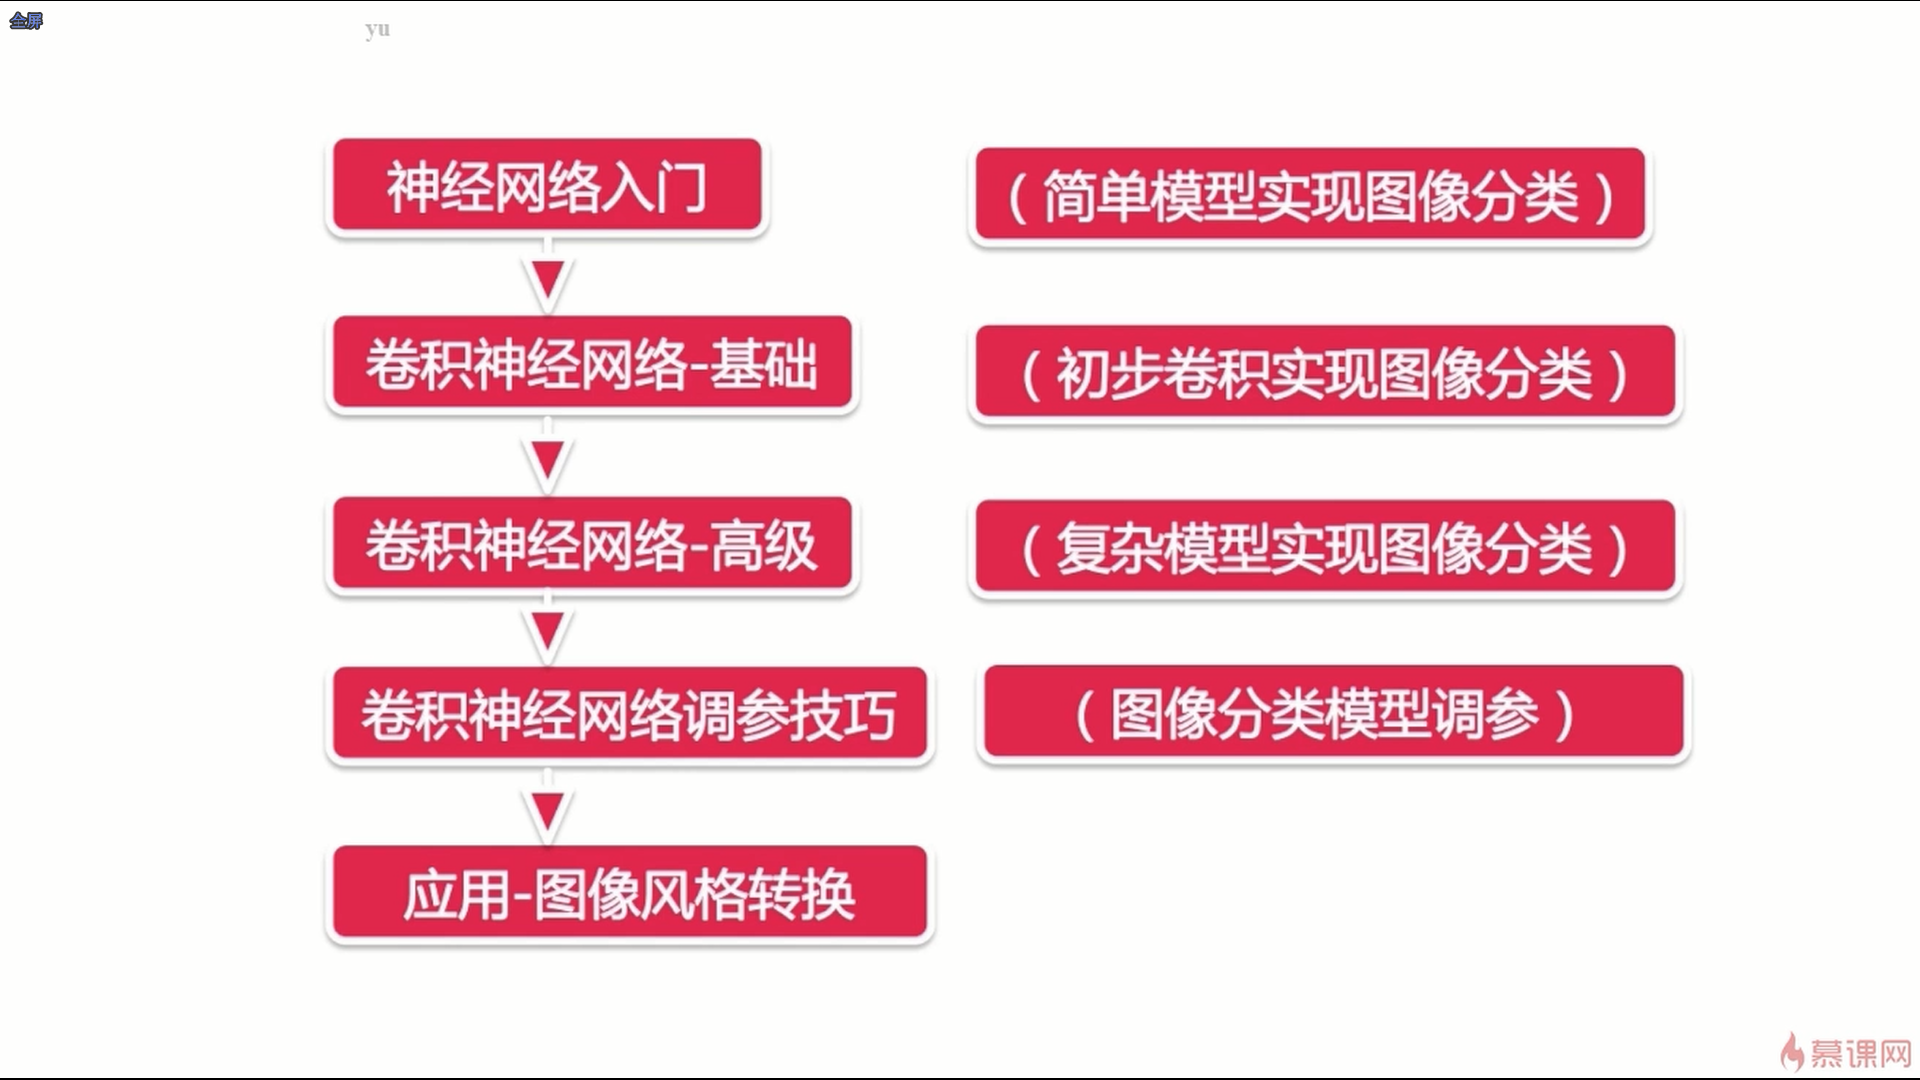 全屏
yu
神经网络入门
（简单模型实现图像分类）
卷积神经网络-基础
（初步卷积实现图像分类）
卷积神经网络-高级
（复杂模型实现图像分类）
卷积神经网络调参技巧
（图像分类模型调参）
应用-图像风格转换
慕课网